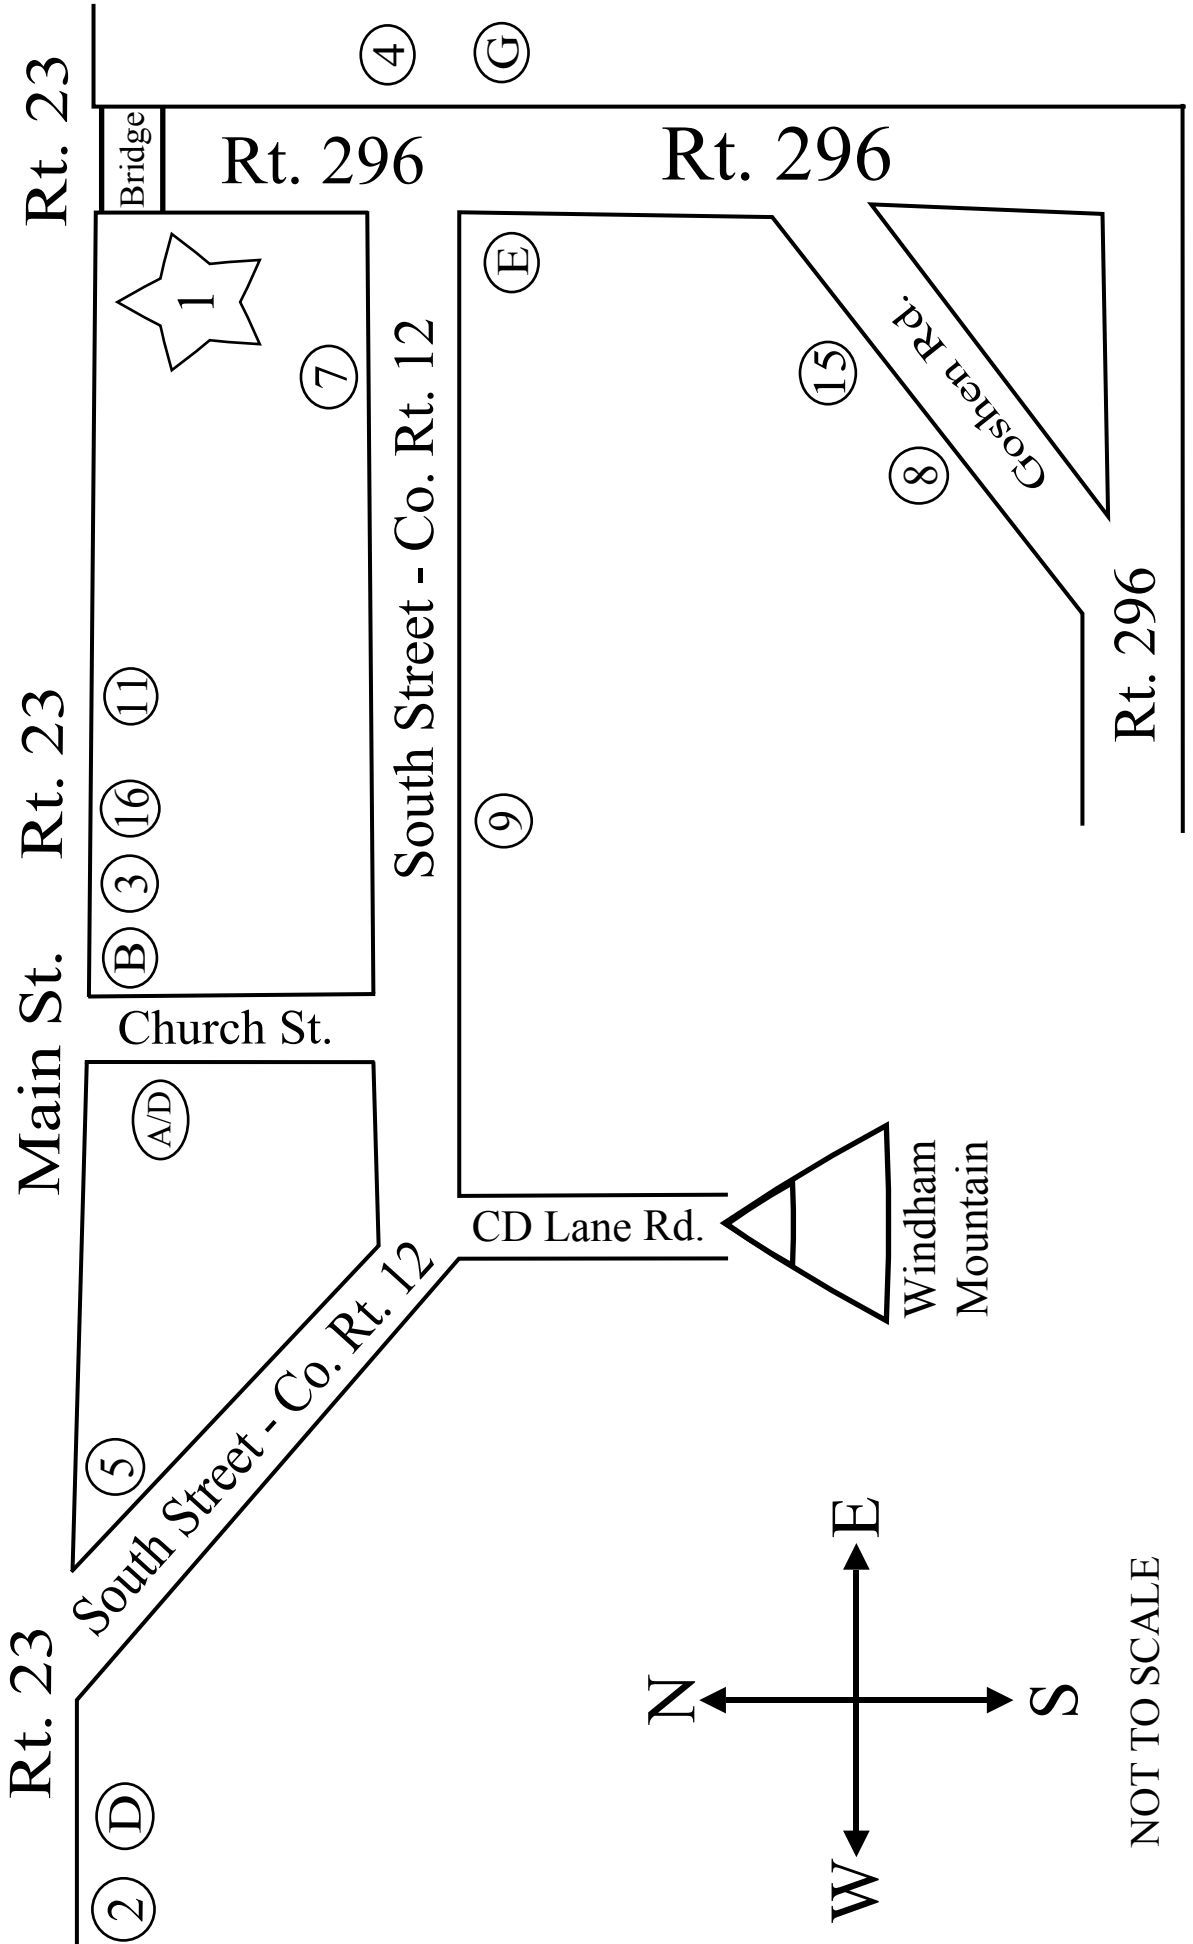 Rt. 23
Main St.
Rt. 23
Rt. 23
2
D
5
A/D
B
3
16
11
1
Bridge
South Street - Co. Rt. 12
Church St.
South Street - Co. Rt. 12
7
Rt. 296
4
CD Lane Rd.
9
E
G
Windham
Mountain
8
15
Goshen Rd.
Rt. 296
Rt. 296
N
W
E
S
NOT TO SCALE